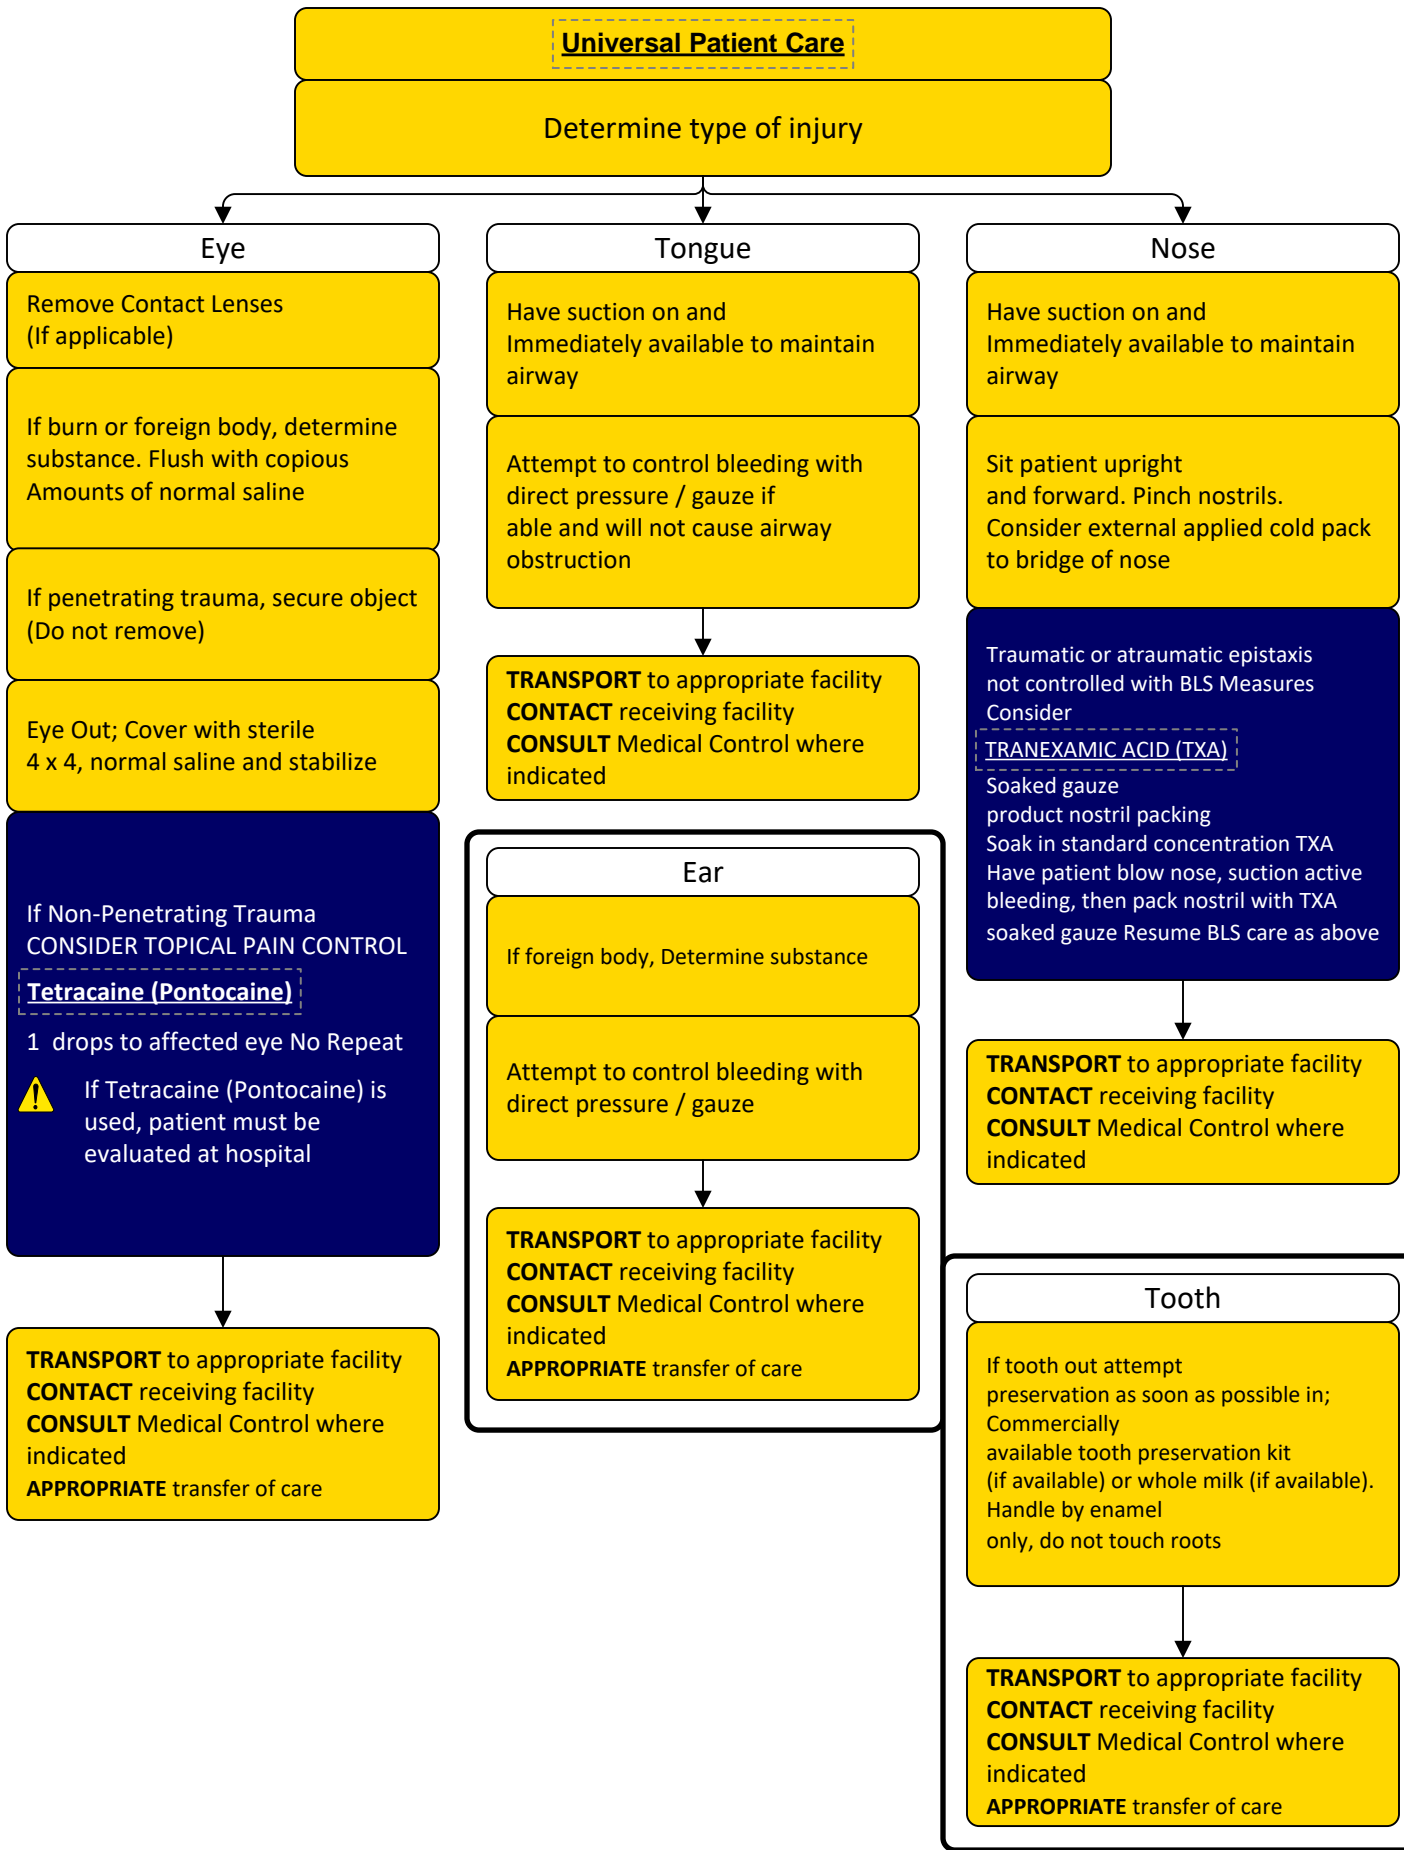 Universal Patient Care
Determine type of injury
Eye
Remove Contact Lenses
(If applicable)
If burn or foreign body, determine
substance. Flush with copious
Amounts of normal saline
If penetrating trauma, secure object
(Do not remove)
Eye Out; Cover with sterile
4 x 4, normal saline and stabilize
If Non-Penetrating Trauma
CONSIDER TOPICAL PAIN CONTROL
Tetracaine (Pontocaine)
1 drops to affected eye No Repeat
If Tetracaine (Pontocaine) is
used, patient must be
evaluated at hospital
TRANSPORT to appropriate facility
CONTACT receiving facility
CONSULT Medical Control where
indicated
APPROPRIATE transfer of care
Tongue
Have suction on and
Immediately available to maintain
airway
Attempt to control bleeding with
direct pressure / gauze if
able and will not cause airway
obstruction
TRANSPORT to appropriate facility
CONTACT receiving facility
CONSULT Medical Control where
indicated
Ear
If foreign body, Determine substance
Attempt to control bleeding with
direct pressure / gauze
TRANSPORT to appropriate facility
CONTACT receiving facility
CONSULT Medical Control where
indicated
APPROPRIATE transfer of care
Nose
Have suction on and
Immediately available to maintain
airway
Sit patient upright
and forward. Pinch nostrils.
Consider external applied cold pack
to bridge of nose
Traumatic or atraumatic epistaxis
not controlled with BLS Measures
Consider
TRANEXAMIC ACID (TXA)
Soaked gauze
product nostril packing
Soak in standard concentration TXA
Have patient blow nose, suction active
bleeding, then pack nostril with TXA
soaked gauze Resume BLS care as above
TRANSPORT to appropriate facility
CONTACT receiving facility
CONSULT Medical Control where
indicated
Tooth
If tooth out attempt
preservation as soon as possible in;
Commercially
available tooth preservation kit
(if available) or whole milk (if available).
Handle by enamel
only, do not touch roots
TRANSPORT to appropriate facility
CONTACT receiving facility
CONSULT Medical Control where
indicated
APPROPRIATE transfer of care